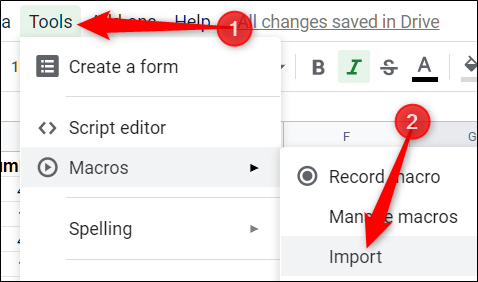 a Tools Add-ons Help All changes saved in Drive
1
2
B I S A
Create a form
Script editor
F G
Macros
Record macro
Manage macros
Spelling
Import